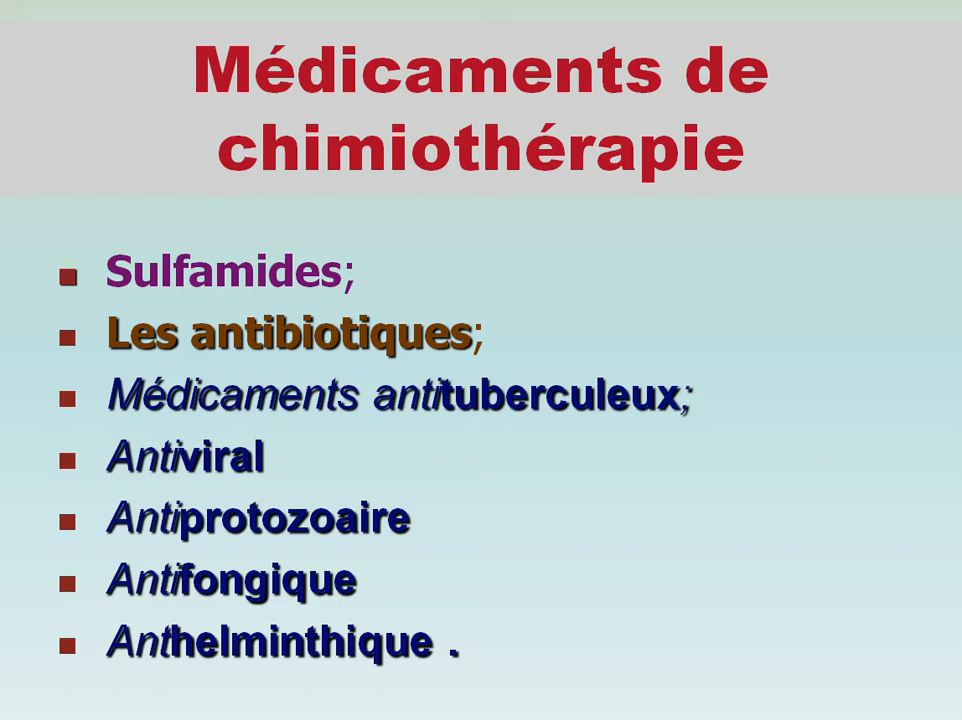 Médicaments de
chimiothérapie
Sulfamides;
Les antibiotiques;
Médicaments antituberculeux;
Antiviral
Antiprotozoaire
Antifongique
Anthelminthique .